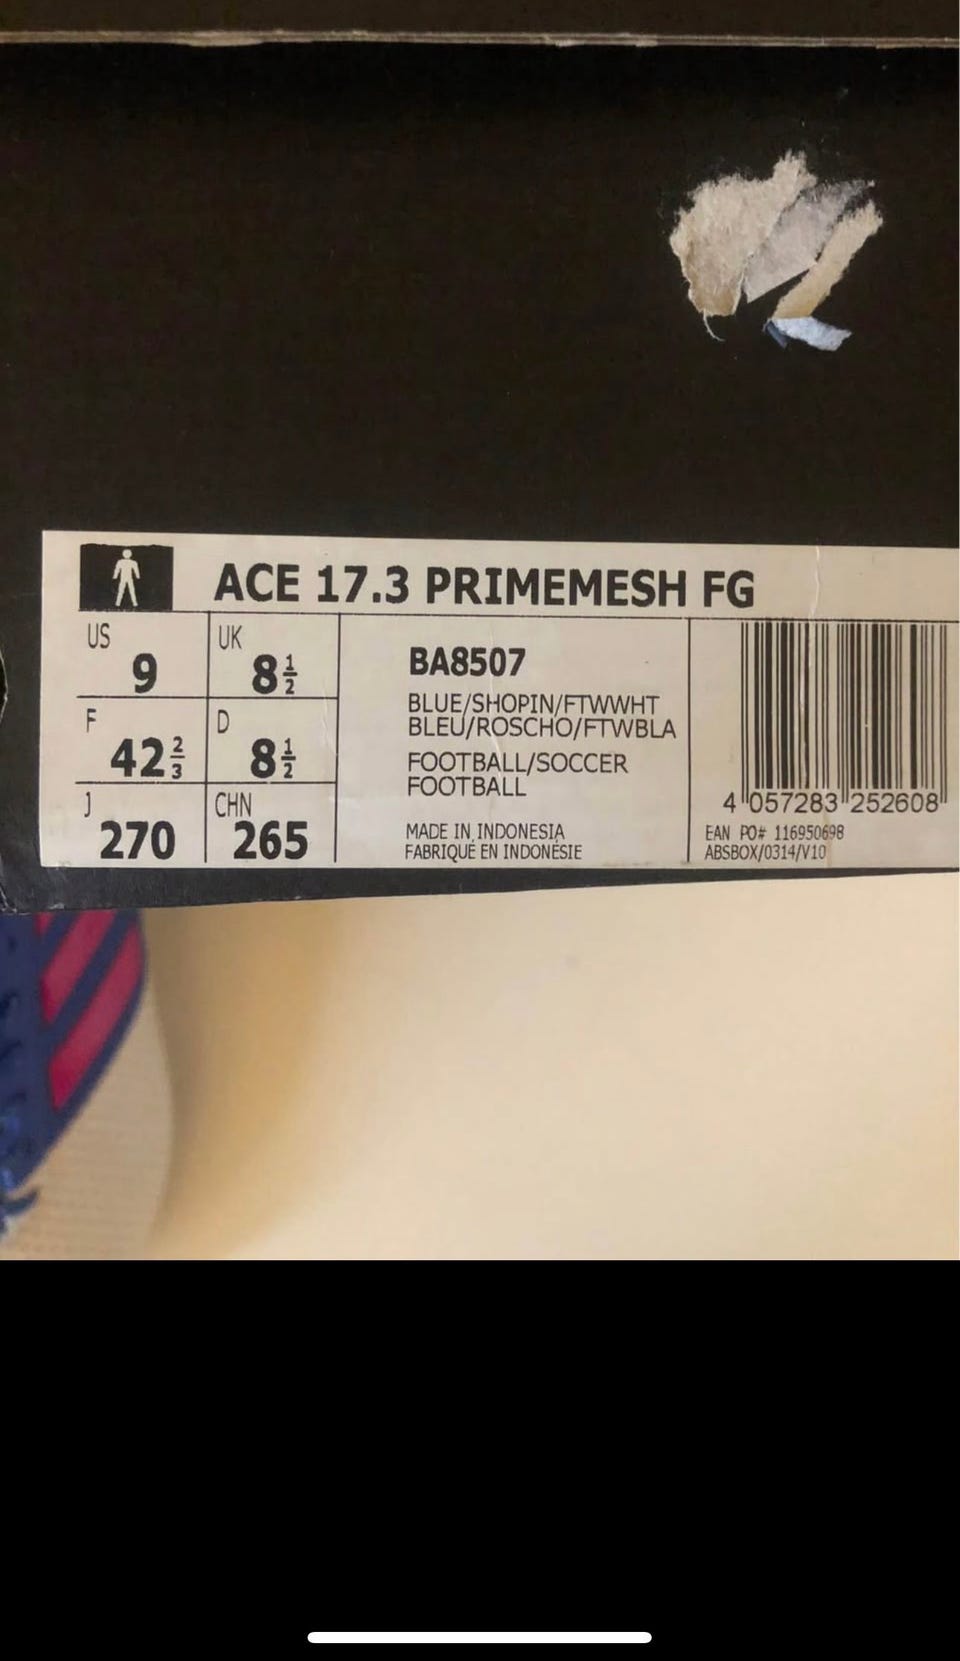 ACE 17.3 PRIMEMESH FG
US 9
UK 8½
F 42⅔
D 8½
J 270
CHN 265
BA8507
BLUE/SHOPIN/FTWWHT
BLEU/ROSCHO/FTWBLA
FOOTBALL/SOCCER
FOOTBALL
MADE IN INDONESIA
FABRIQUÉ EN INDONÉSIE
4 057283 252608
EAN PO# 116950698
ABSBOX/0314/V10